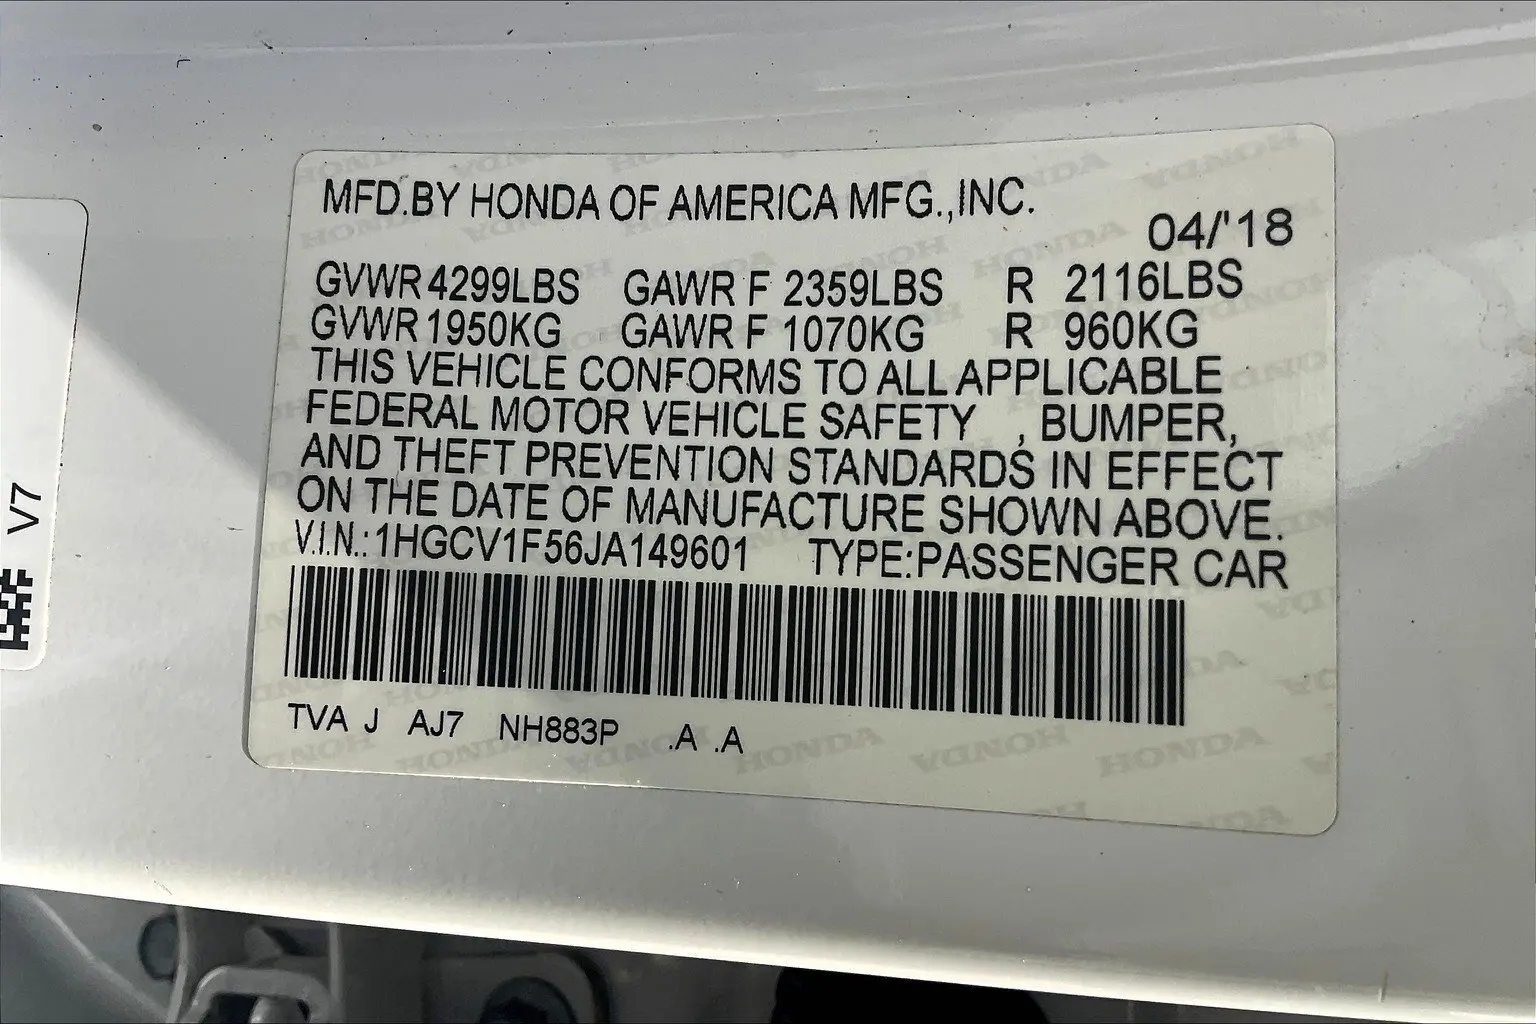 MFD.BY HONDA OF AMERICA MFG.,INC.
04/'18
GVWR 4299LBS GAWR F 2359LBS R 2116LBS
GVWR 1950KG GAWR F 1070KG R 960KG
THIS VEHICLE CONFORMS TO ALL APPLICABLE
FEDERAL MOTOR VEHICLE SAFETY , BUMPER,
AND THEFT PREVENTION STANDARDS IN EFFECT
ON THE DATE OF MANUFACTURE SHOWN ABOVE.
V.I.N.: 1HGCV1F56JA149601 TYPE:PASSENGER CAR
TVA J AJ7 NH883P .A .A
V7